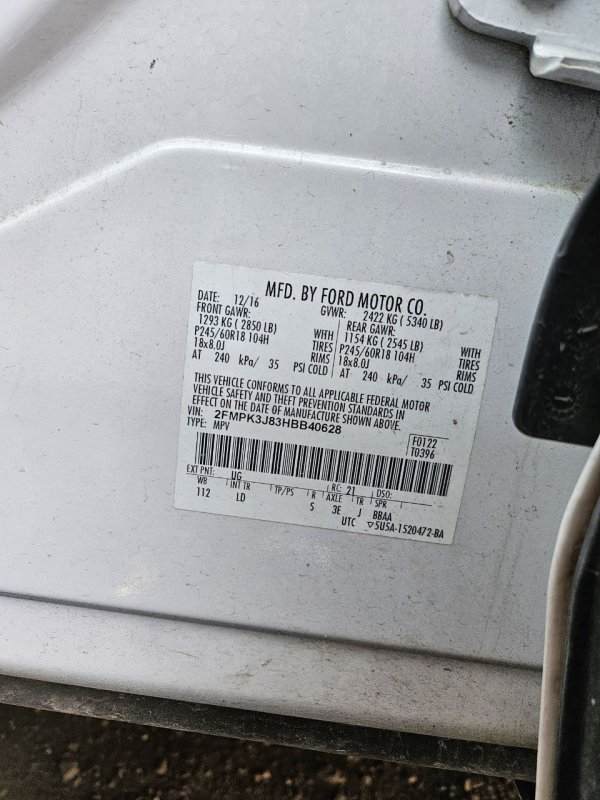 MFD. BY FORD MOTOR CO.
DATE: 12/16 GVWR: 2422 KG ( 5340 LB)
FRONT GAWR: REAR GAWR:
1293 KG ( 2850 LB) WITH 1154 KG ( 2545 LB) WITH
P245/60R18 104H TIRES P245/60R18 104H TIRES
18x8.0J RIMS 18x8.0J RIMS
AT 240 kPa/ 35 PSI COLD AT 240 kPa/ 35 PSI COLD
THIS VEHICLE CONFORMS TO ALL APPLICABLE FEDERAL MOTOR
VEHICLE SAFETY AND THEFT PREVENTION STANDARDS IN
EFFECT ON THE DATE OF MANUFACTURE SHOWN ABOVE.
VIN: 2FMPK3J83HBB40628
TYPE: MPV
F0122
T0396
EXT PNT: UG RC: 21 DSO:
WB INT TR TP/PS R AXLE TR SPR
112 LD S 3E J BBAA
UTC ▽5U5A-1520472-BA